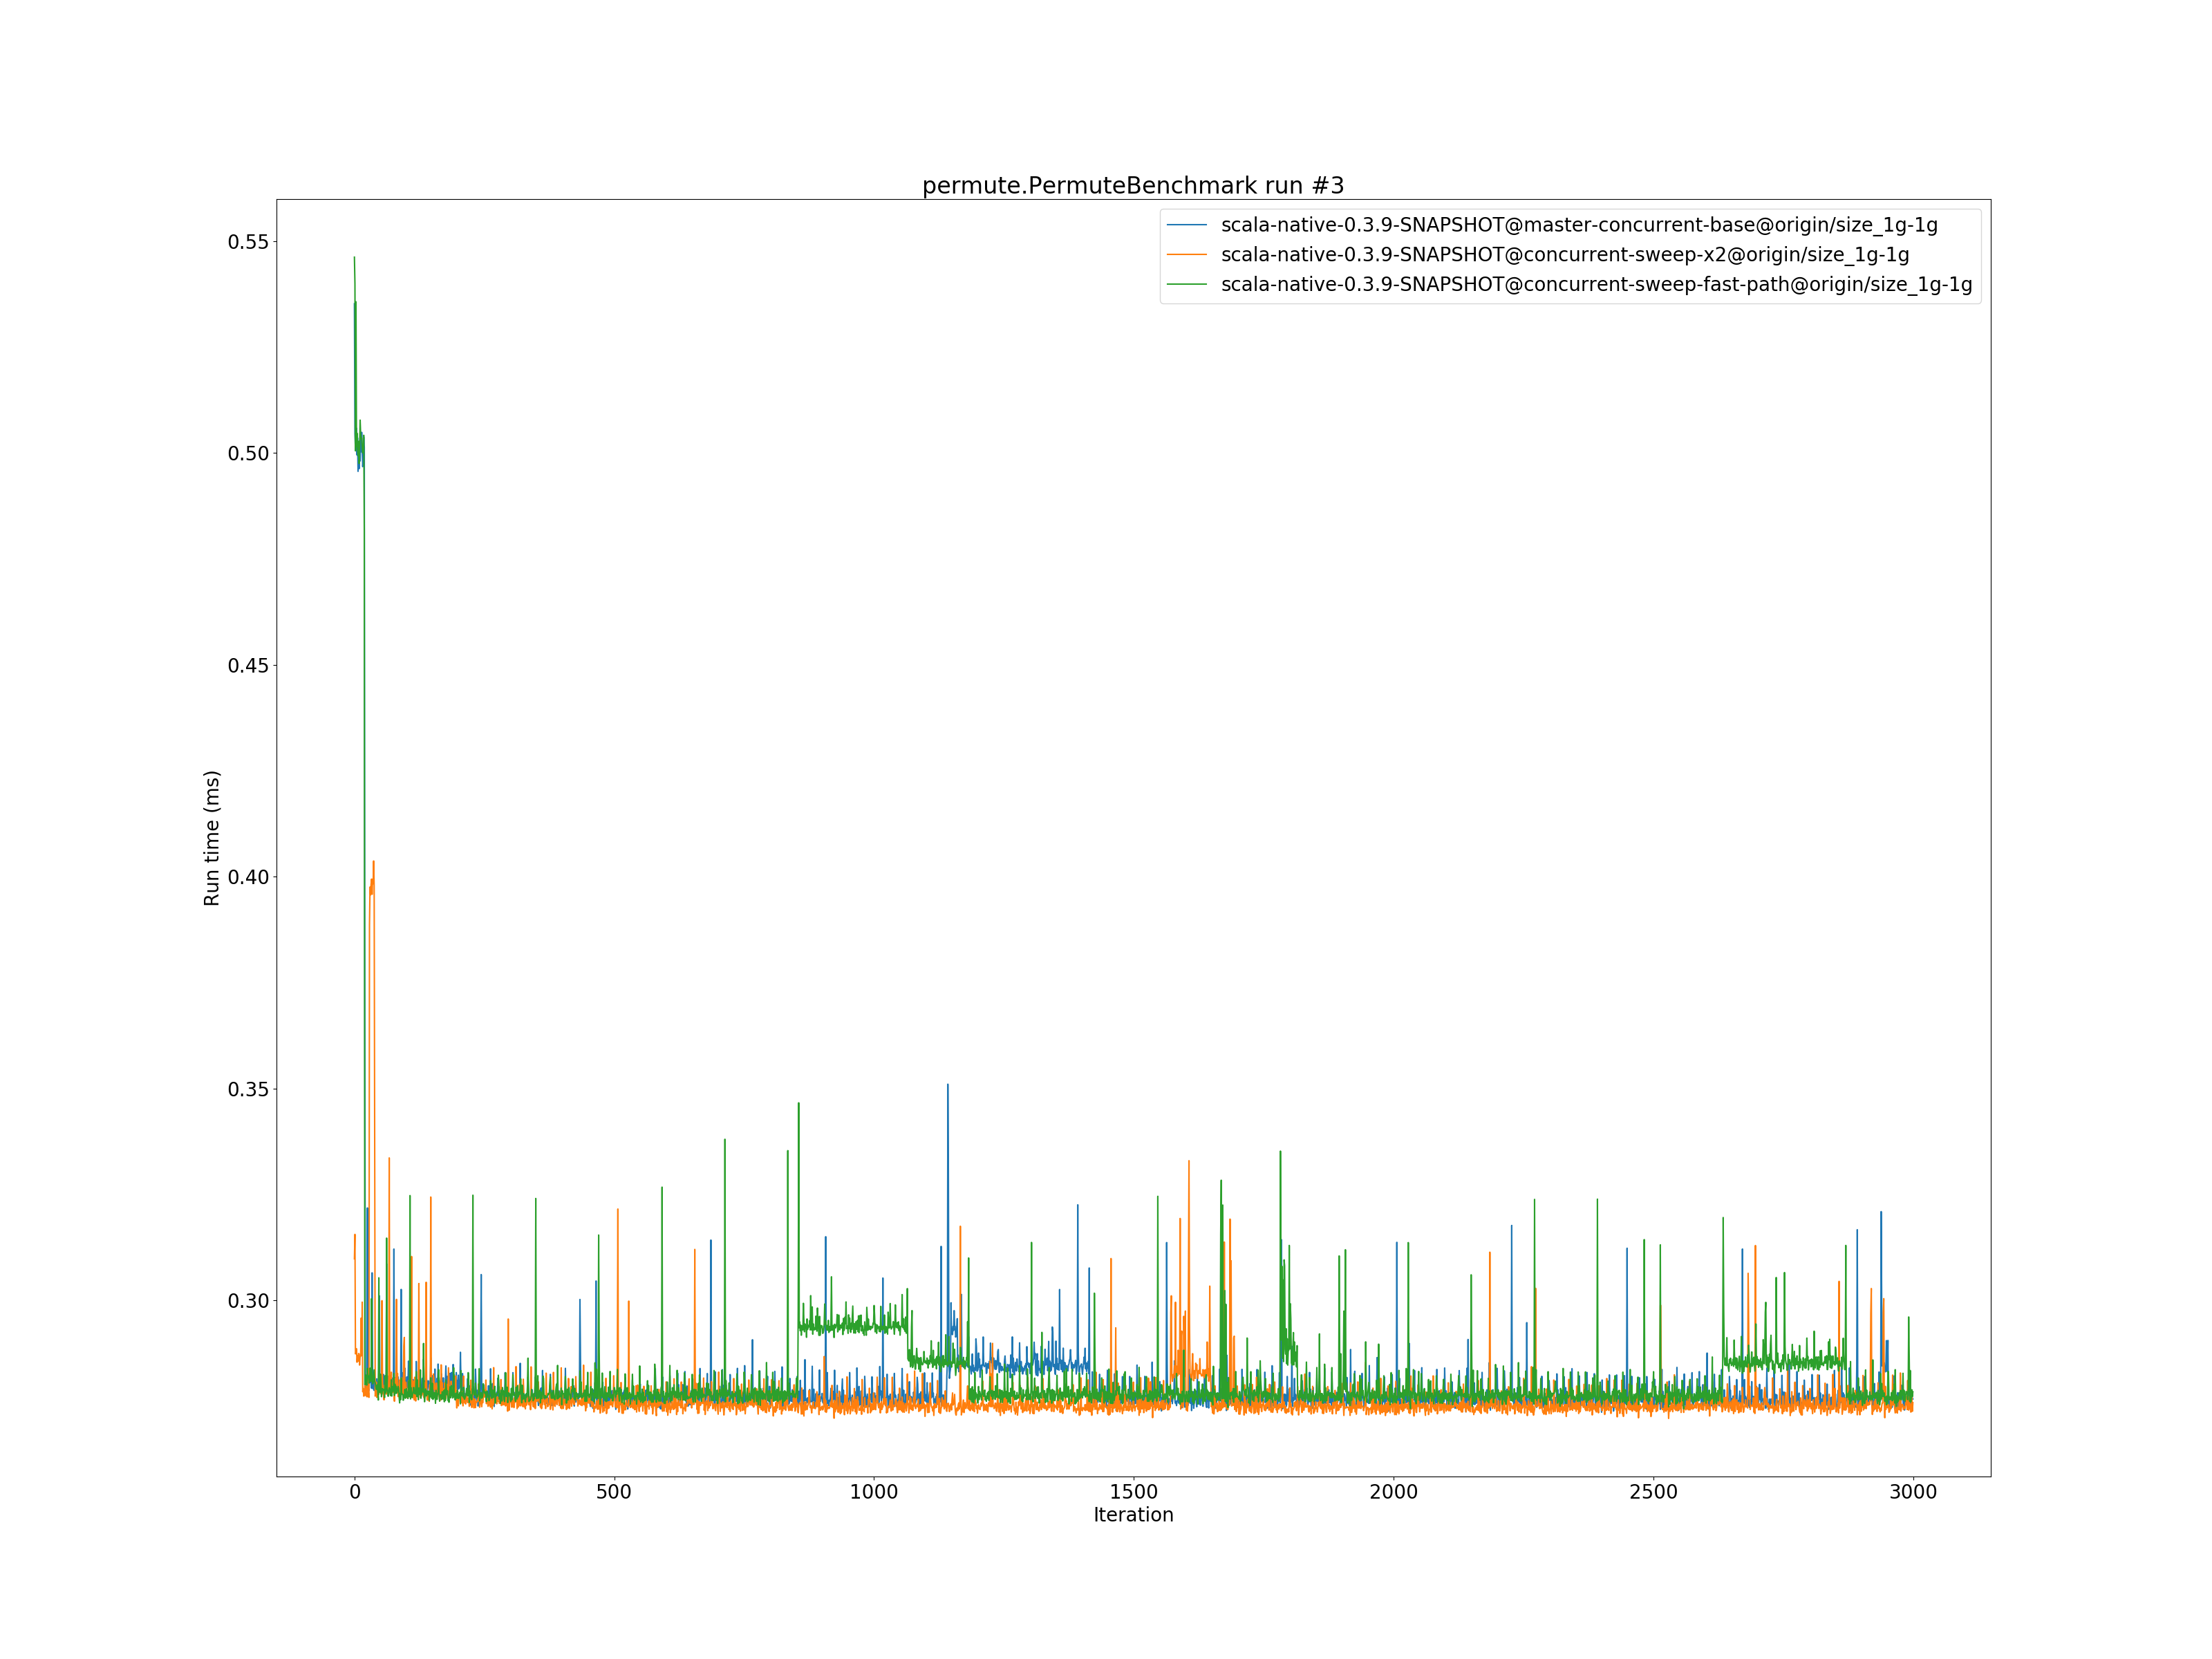 permute.PermuteBenchmark run #3
scala-native-0.3.9-SNAPSHOT@master-concurrent-base@origin/size_1g-1g
scala-native-0.3.9-SNAPSHOT@concurrent-sweep-x2@origin/size_1g-1g
scala-native-0.3.9-SNAPSHOT@concurrent-sweep-fast-path@origin/size_1g-1g
0.55
0.50
0.45
0.40
0.35
0.30
Run time (ms)
0 500 1000 1500 2000 2500 3000
Iteration